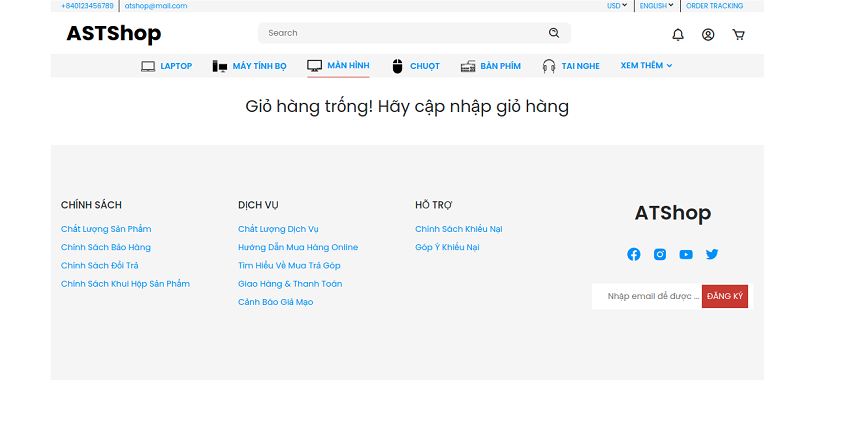 +840123456789 atshop@mail.com USD ENGLISH ORDER TRACKING
ASTShop Search
LAPTOP MÁY TÍNH BỘ MÀN HÌNH CHUỘT BÀN PHÍM TAI NGHE XEM THÊM
Giỏ hàng trống! Hãy cập nhập giỏ hàng
CHÍNH SÁCH
Chất Lượng Sản Phẩm
Chính Sách Bảo Hàng
Chính Sách Đổi Trả
Chính Sách Khui Hộp Sản Phẩm
DỊCH VỤ
Chất Lượng Dịch Vụ
Hướng Dẫn Mua Hàng Online
Tìm Hiểu Về Mua Trả Góp
Giao Hàng & Thanh Toán
Cảnh Báo Giả Mạo
HỖ TRỢ
Chính Sách Khiếu Nại
Góp Ý Khiếu Nại
ATShop
Nhập email để được ... ĐĂNG KÝ